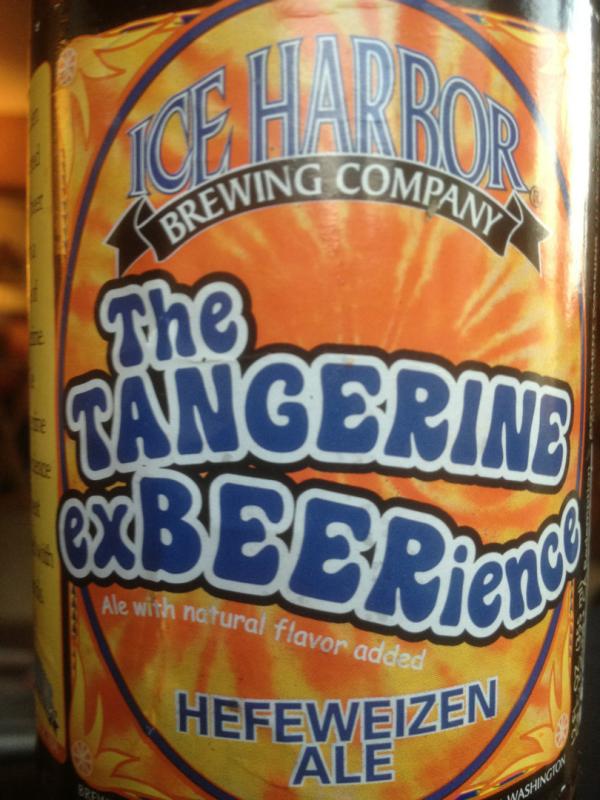 ICE HARBOR
BREWING COMPANY
The
TANGERINE
exBEERience
Ale with natural flavor added
HEFEWEIZEN
ALE
WASHINGTON